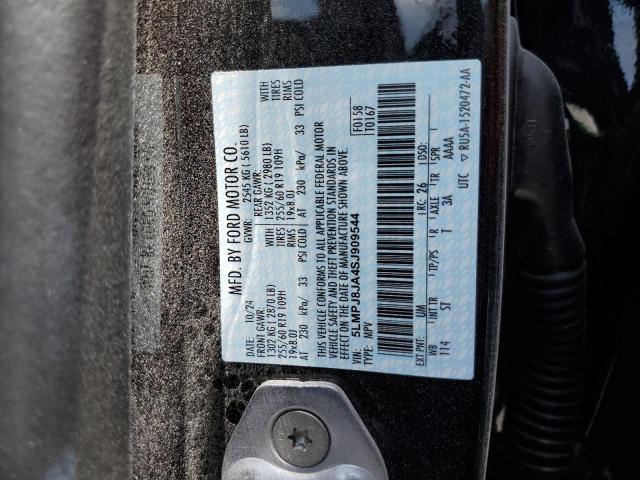 MFD. BY FORD MOTOR CO.
DATE: 10/24 GVWR: 2545 KG ( 5610 LB)
FRONT GAWR: REAR GAWR:
1302 KG ( 2870 LB) 1352 KG ( 2980 LB) WITH
255/60 R19 109H TIRES 255/60 R19 109H TIRES
19x8.0J RIMS 19x8.0J RIMS
AT 230 kPa/ 33 PSI COLD AT 230 kPa/ 33 PSI COLD
THIS VEHICLE CONFORMS TO ALL APPLICABLE FEDERAL MOTOR
VEHICLE SAFETY AND THEFT PREVENTION STANDARDS IN
EFFECT ON THE DATE OF MANUFACTURE SHOWN ABOVE.
VIN: 5LMPJ8JA4SJ909544 F0158
TYPE: MPV T0167
EXT PNT: UM RC: 26 DSO:
WB INT TR TP/PS R AXLE TR SPR
114 ST T 3A AAAA
UTC ▽ RU5A-1520472-AA